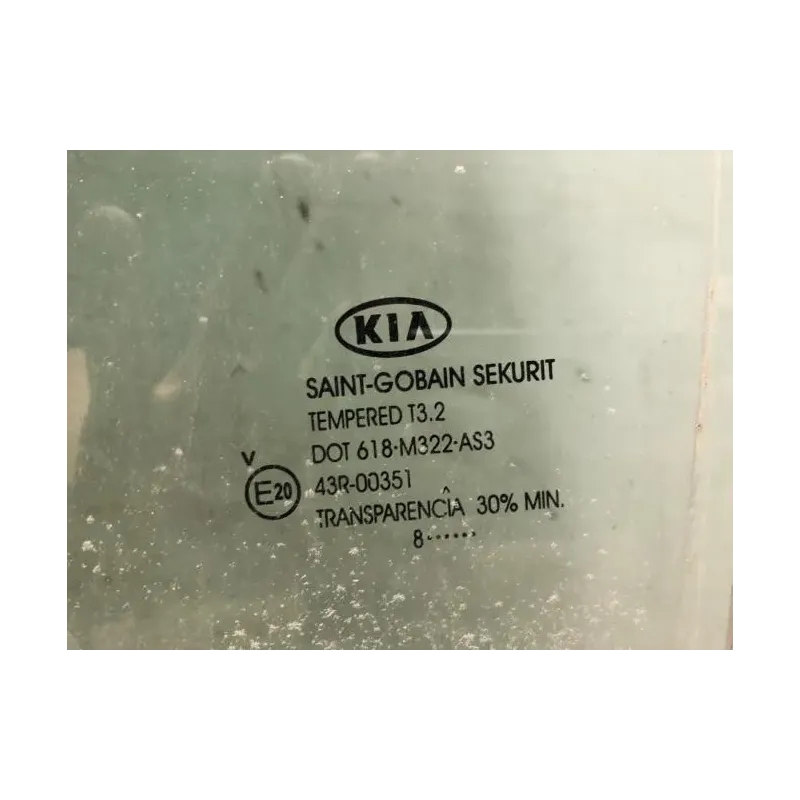 KIA
SAINT-GOBAIN SEKURIT
TEMPERED T3.2
DOT 618·M322·AS3
V
E20
43R-00351
TRANSPARENCÎA 30% MIN.
8······